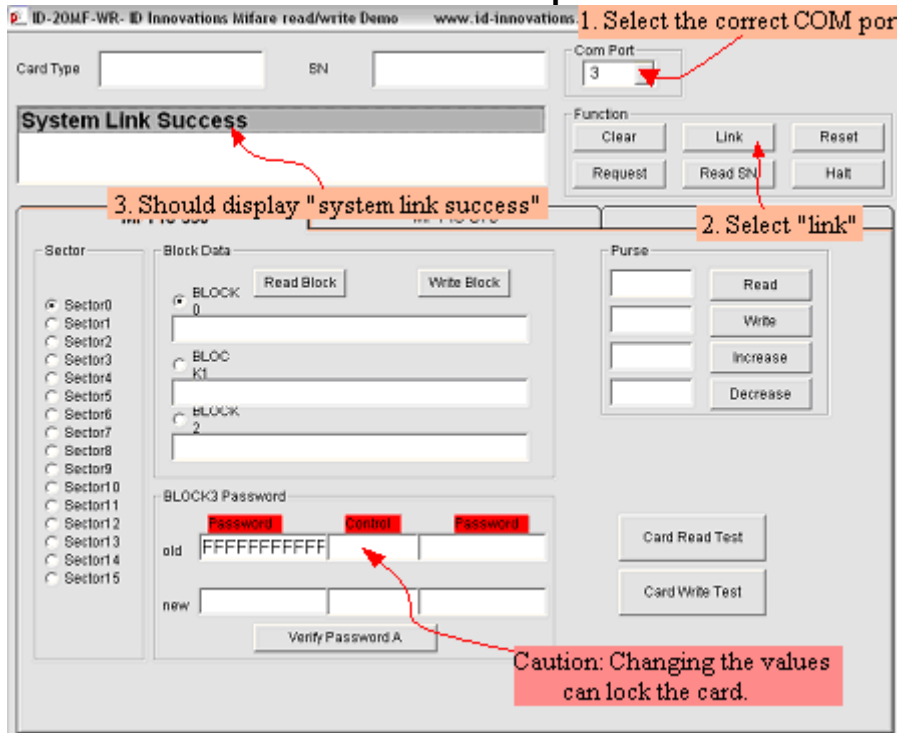 ID-20MF-WR- ID Innovations Mifare read/write Demo www.id-innovations.
1. Select the correct COM por
Card Type SN
Com Port
3
System Link Success
Function
Clear Link Reset
Request Read SN Halt
3. Should display "system link success"
2. Select "link"
Sector
Sector0
Sector1
Sector2
Sector3
Sector4
Sector5
Sector6
Sector7
Sector8
Sector9
Sector10
Sector11
Sector12
Sector13
Sector14
Sector15
Block Data
Read Block Write Block
BLOCK
0
BLOC
K1
BLOCK
2
Purse
Read
Write
Increase
Decrease
BLOCK3 Password
Password Control Password
old FFFFFFFFFFF
new
Verify Password A
Card Read Test
Card Write Test
Caution: Changing the values
can lock the card.